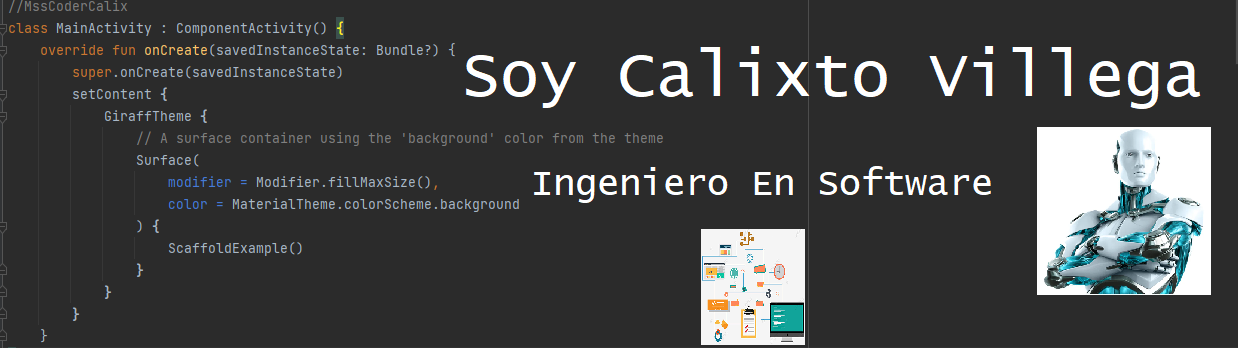 //MssCoderCalix
class MainActivity : ComponentActivity() {
override fun onCreate(savedInstanceState: Bundle?) {
super.onCreate(savedInstanceState)
setContent {
GiraffTheme {
// A surface container using the 'background' color from the theme
Surface(
modifier = Modifier.fillMaxSize(),
color = MaterialTheme.colorScheme.background
) {
ScaffoldExample()
}
}
}
}
Soy Calixto Villega
Ingeniero En Software